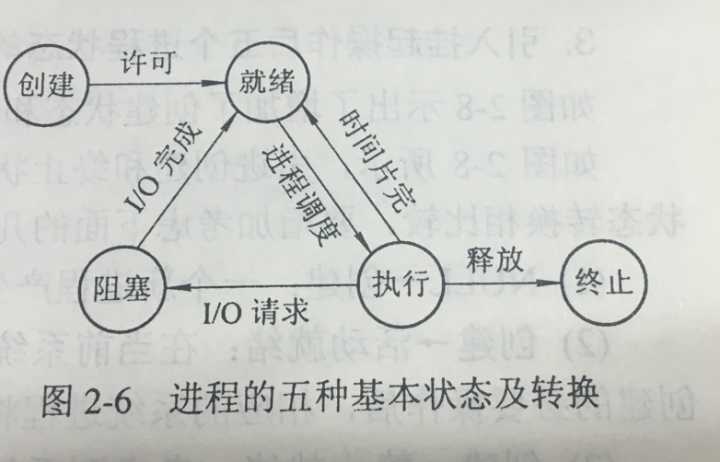 创建
许可
就绪
I/O 完成
进程调度
时间片完
阻塞
I/O 请求
执行
释放
终止
图 2-6 进程的五种基本状态及转换